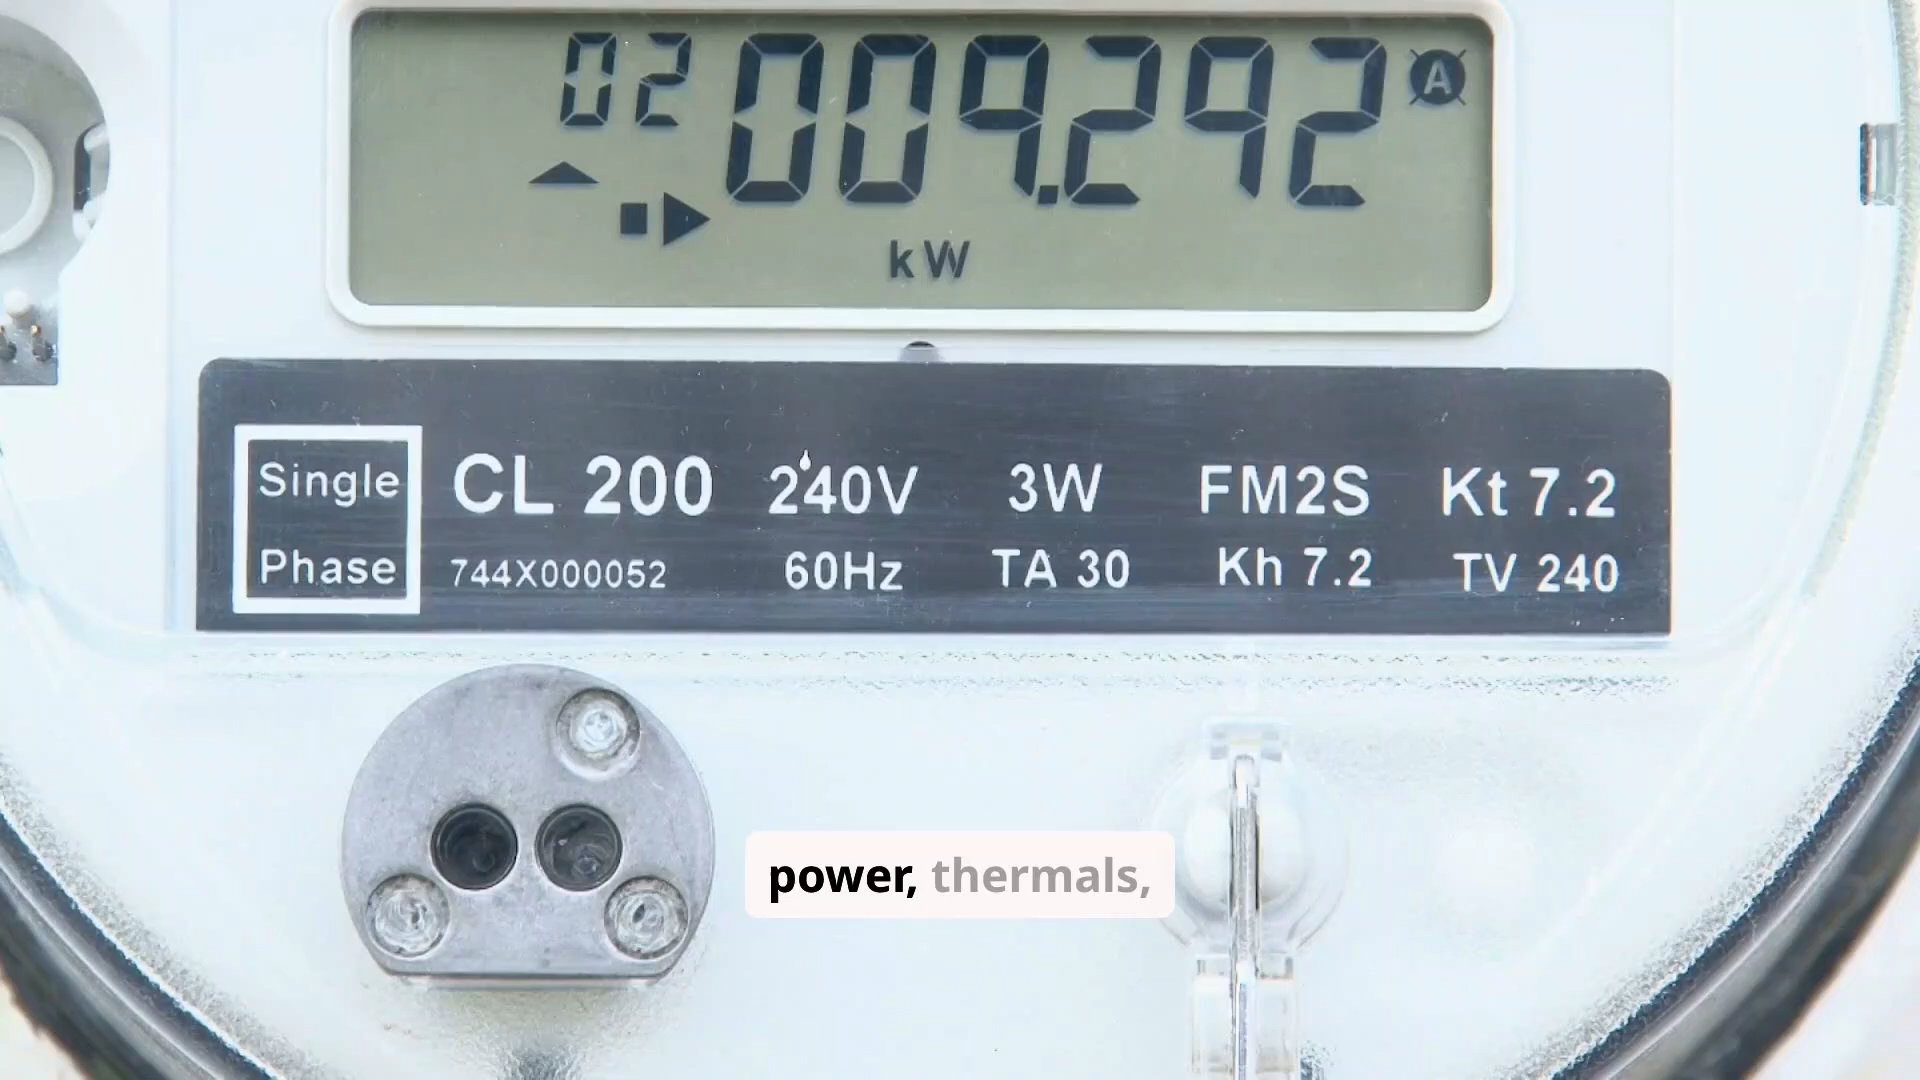 02 009.292 A
kW
Single Phase
CL 200 240V 3W FM2S Kt 7.2
744X000052 60Hz TA 30 Kh 7.2 TV 240
power, thermals,